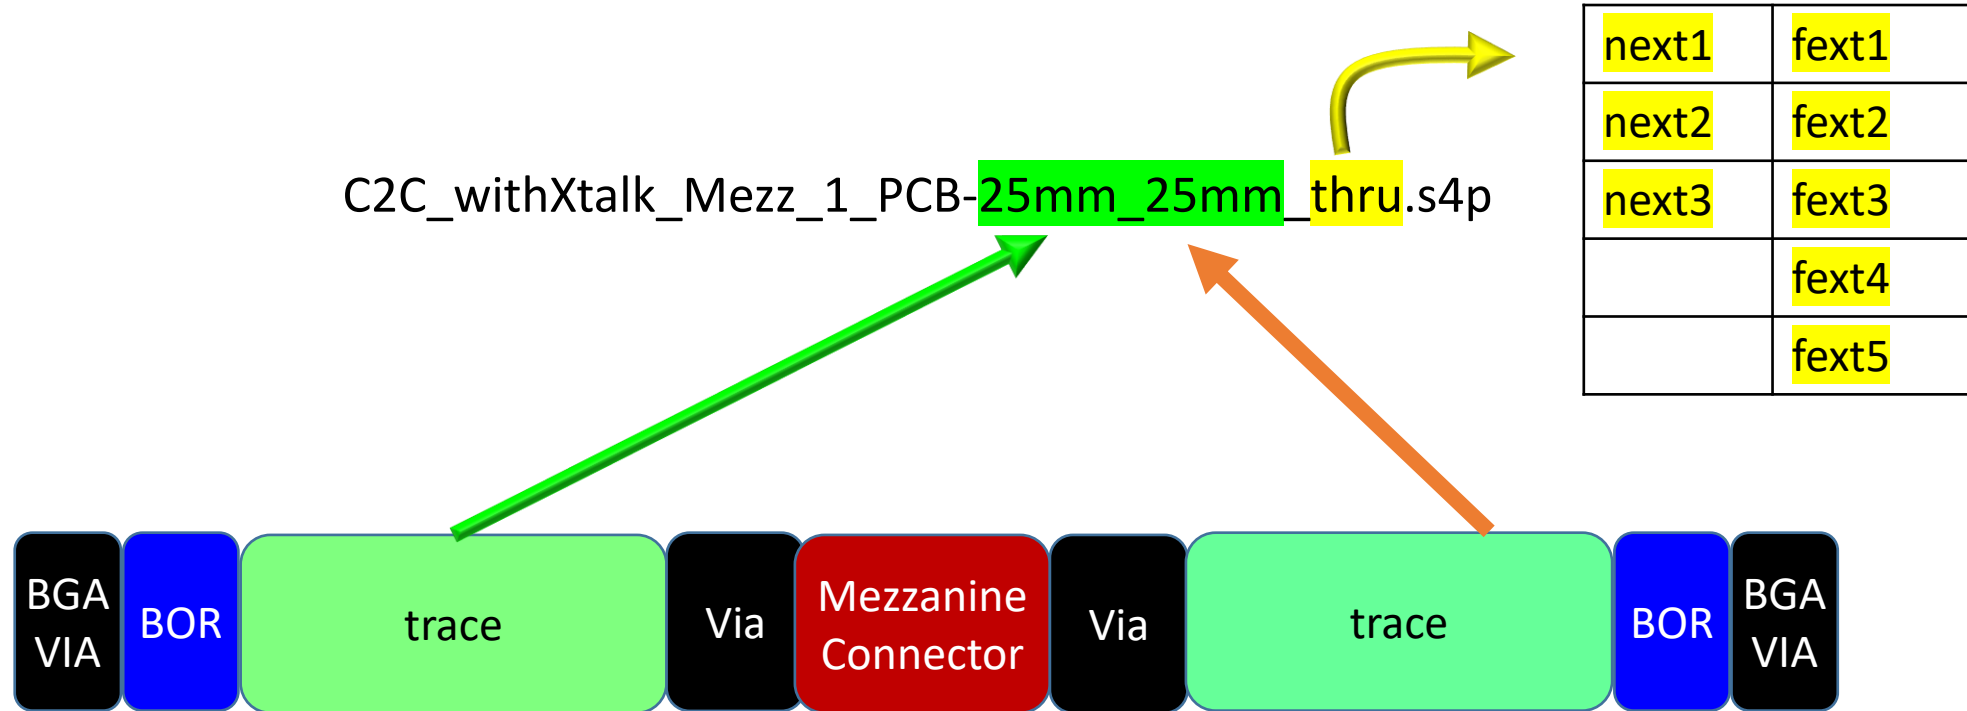 next1 fext1
next2 fext2
C2C_withXtalk_Mezz_1_PCB-25mm_25mm_thru.s4p
next3 fext3
fext4
fext5
BGA VIA
BOR
trace
Via
Mezzanine
Connector
Via
trace
BOR
BGA VIA